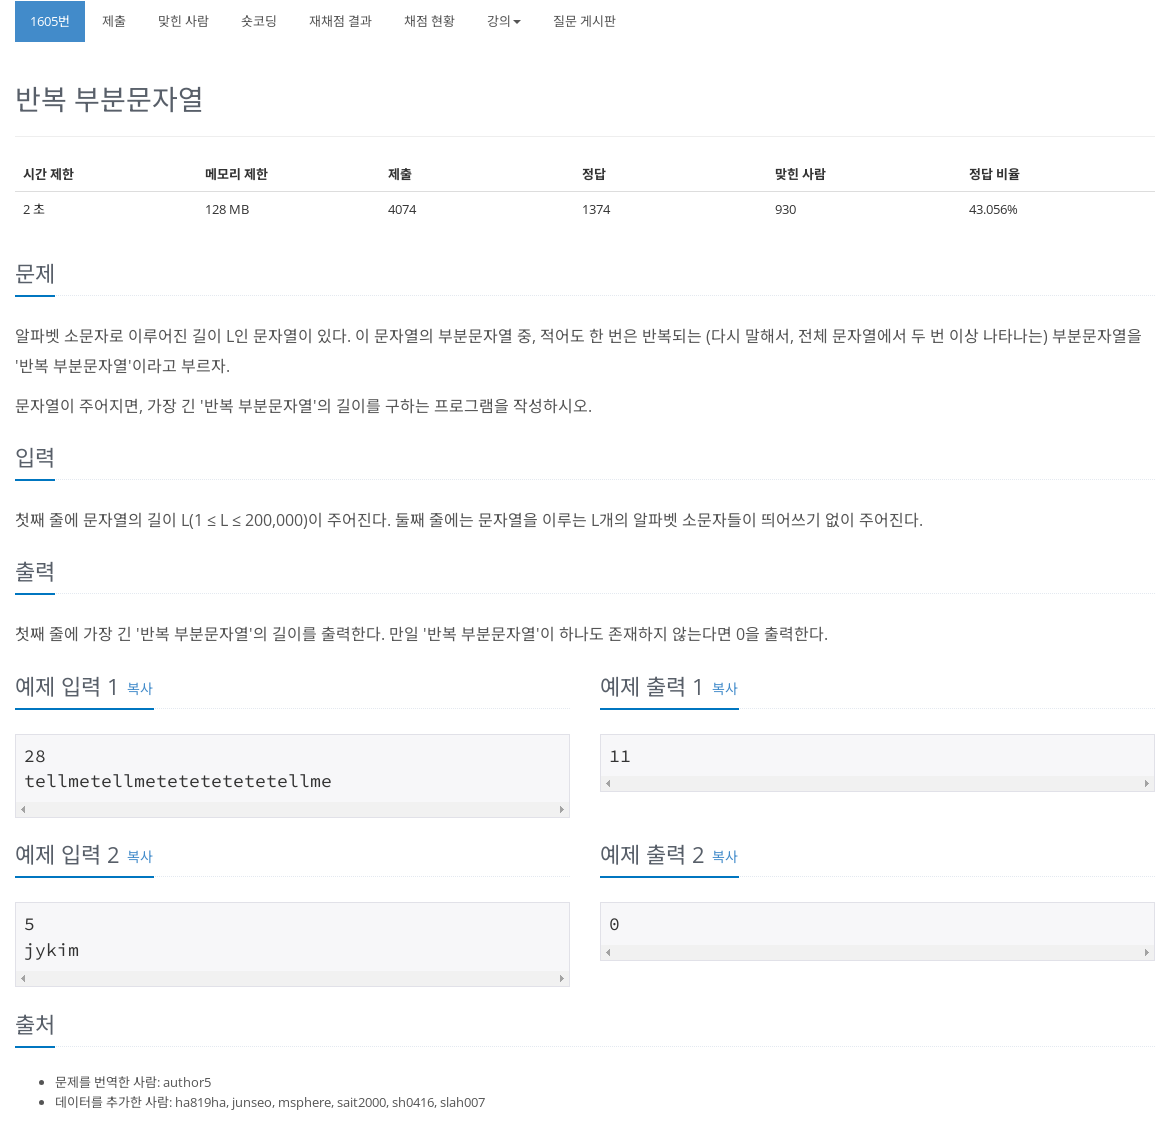 1605번 제출 맞힌 사람 숏코딩 재채점 결과 채점 현황 강의 질문 게시판
반복 부분문자열
시간 제한 메모리 제한 제출 정답 맞힌 사람 정답 비율
2 초 128 MB 4074 1374 930 43.056%
문제
알파벳 소문자로 이루어진 길이 L인 문자열이 있다. 이 문자열의 부분문자열 중, 적어도 한 번은 반복되는 (다시 말해서, 전체 문자열에서 두 번 이상 나타나는) 부분문자열을
'반복 부분문자열'이라고 부르자.
문자열이 주어지면, 가장 긴 '반복 부분문자열'의 길이를 구하는 프로그램을 작성하시오.
입력
첫째 줄에 문자열의 길이 L(1 ≤ L ≤ 200,000)이 주어진다. 둘째 줄에는 문자열을 이루는 L개의 알파벳 소문자들이 띄어쓰기 없이 주어진다.
출력
첫째 줄에 가장 긴 '반복 부분문자열'의 길이를 출력한다. 만일 '반복 부분문자열'이 하나도 존재하지 않는다면 0을 출력한다.
예제 입력 1 복사
28
tellmetellmetetetetetetellme
예제 출력 1 복사
11
예제 입력 2 복사
5
jykim
예제 출력 2 복사
0
출처
문제를 번역한 사람: author5
데이터를 추가한 사람: ha819ha, junseo, msphere, sait2000, sh0416, slah007